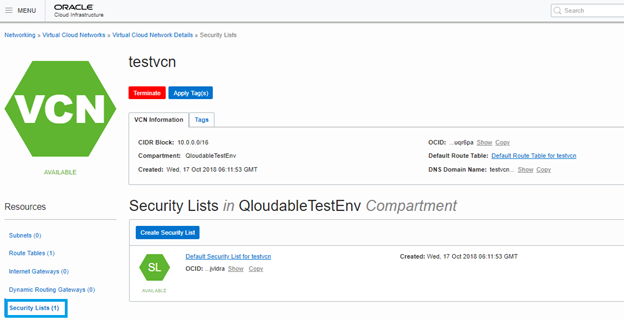 MENU
ORACLE
Cloud Infrastructure
Search
Networking » Virtual Cloud Networks » Virtual Cloud Network Details » Security Lists
VCN
AVAILABLE
testvcn
Terminate
Apply Tag(s)
VCN Information
Tags
CIDR Block: 10.0.0.0/16
Compartment: QloudableTestEnv
Created: Wed, 17 Oct 2018 06:11:53 GMT
OCID: ...uqr6pa Show Copy
Default Route Table: Default Route Table for testvcn
DNS Domain Name: testvcn... Show Copy
Resources
Subnets (0)
Route Tables (1)
Internet Gateways (0)
Dynamic Routing Gateways (0)
Security Lists (1)
Security Lists in QloudableTestEnv Compartment
Create Security List
SL
AVAILABLE
Default Security List for testvcn
OCID: ...jvldra Show Copy
Created: Wed, 17 Oct 2018 06:11:53 GMT